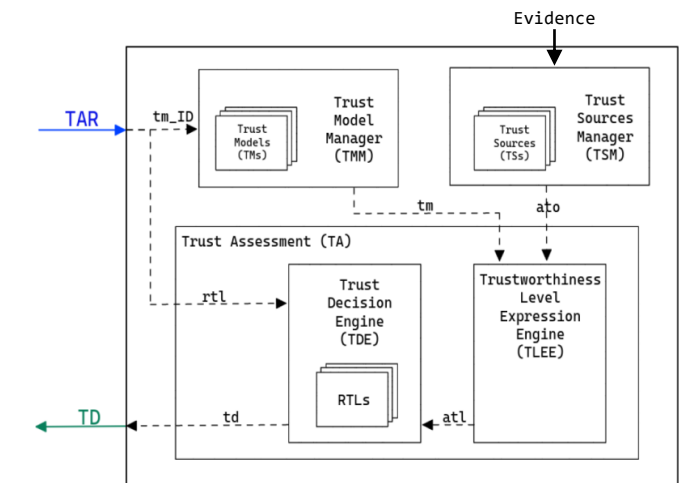 Evidence
TAR
tm_ID
Trust
Model
Manager
(TMM)
Trust
Models
(TMs)
Trust
Sources
Manager
(TSM)
Trust
Sources
(TSs)
tm
ato
Trust Assessment (TA)
rtl
Trust
Decision
Engine
(TDE)
RTLs
Trustworthiness
Level
Expression
Engine
(TLEE)
atl
td
TD